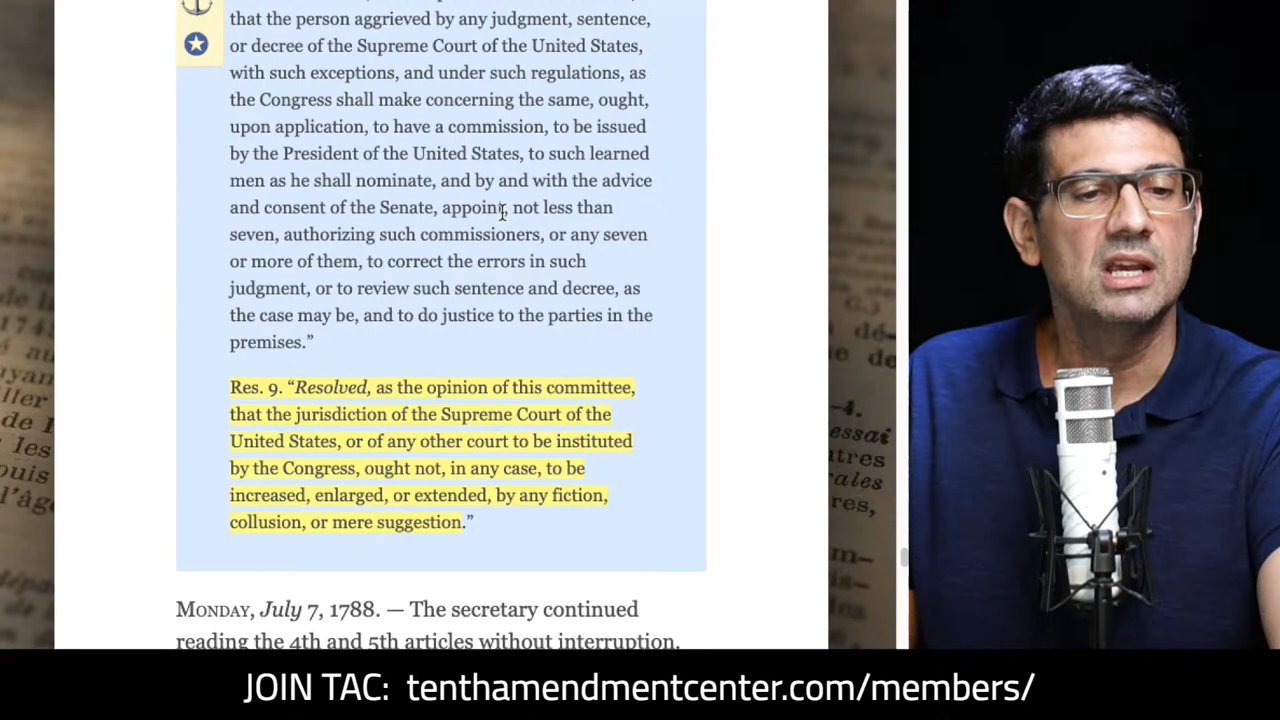 that the person aggrieved by any judgment, sentence,
or decree of the Supreme Court of the United States,
with such exceptions, and under such regulations, as
the Congress shall make concerning the same, ought,
upon application, to have a commission, to be issued
by the President of the United States, to such learned
men as he shall nominate, and by and with the advice
and consent of the Senate, appoint, not less than
seven, authorizing such commissioners, or any seven
or more of them, to correct the errors in such
judgment, or to review such sentence and decree, as
the case may be, and to do justice to the parties in the
premises.”
Res. 9. “Resolved, as the opinion of this committee,
that the jurisdiction of the Supreme Court of the
United States, or of any other court to be instituted
by the Congress, ought not, in any case, to be
increased, enlarged, or extended, by any fiction,
collusion, or mere suggestion.”
Monday, July 7, 1788. — The secretary continued
reading the 4th and 5th articles without interruption.
JOIN TAC: tenthamendmentcenter.com/members/